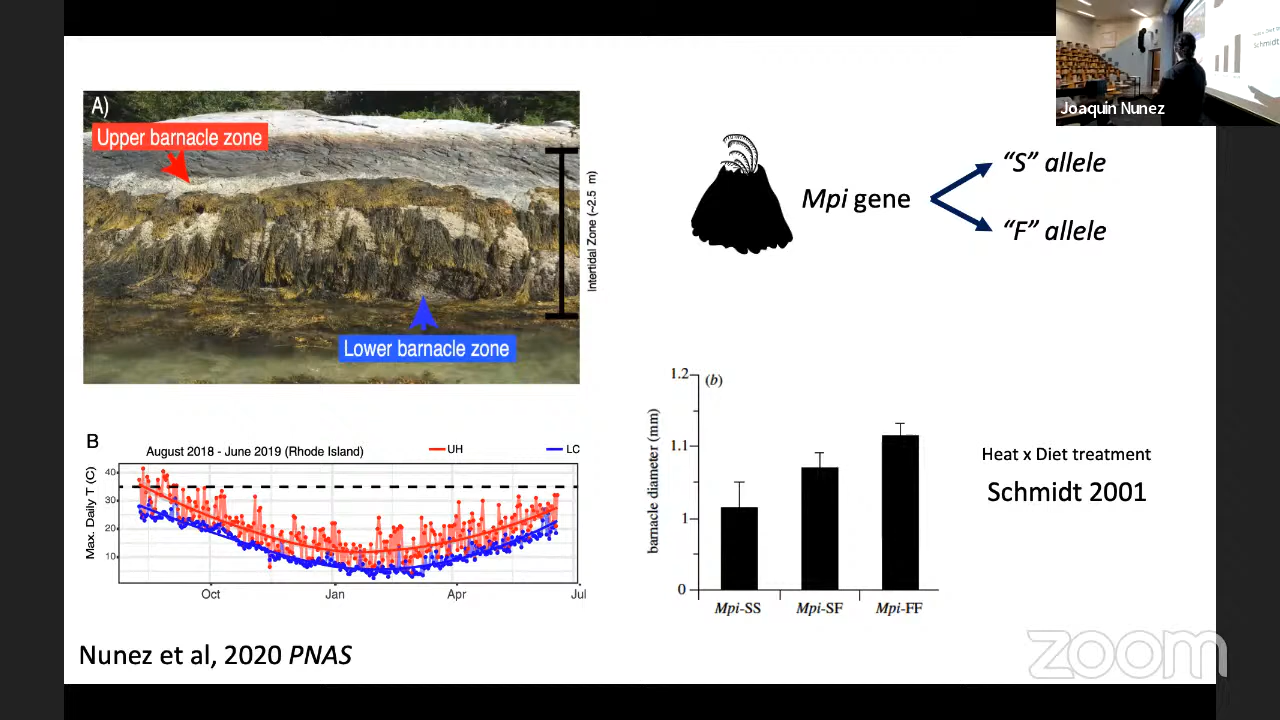 A)
Upper barnacle zone
Lower barnacle zone
Intertidal Zone (~2.5 m)
B
August 2018 - June 2019 (Rhode Island)
UH
LC
Max. Daily T (C)
40
30
20
10
Oct
Jan
Apr
Jul
Nunez et al, 2020 PNAS
Mpi gene
“S” allele
“F” allele
(b)
barnacle diameter (mm)
1.2
1.1
1
0
Mpi-SS
Mpi-SF
Mpi-FF
Heat x Diet treatment
Schmidt 2001
Joaquin Nunez
Schmidt
zoom